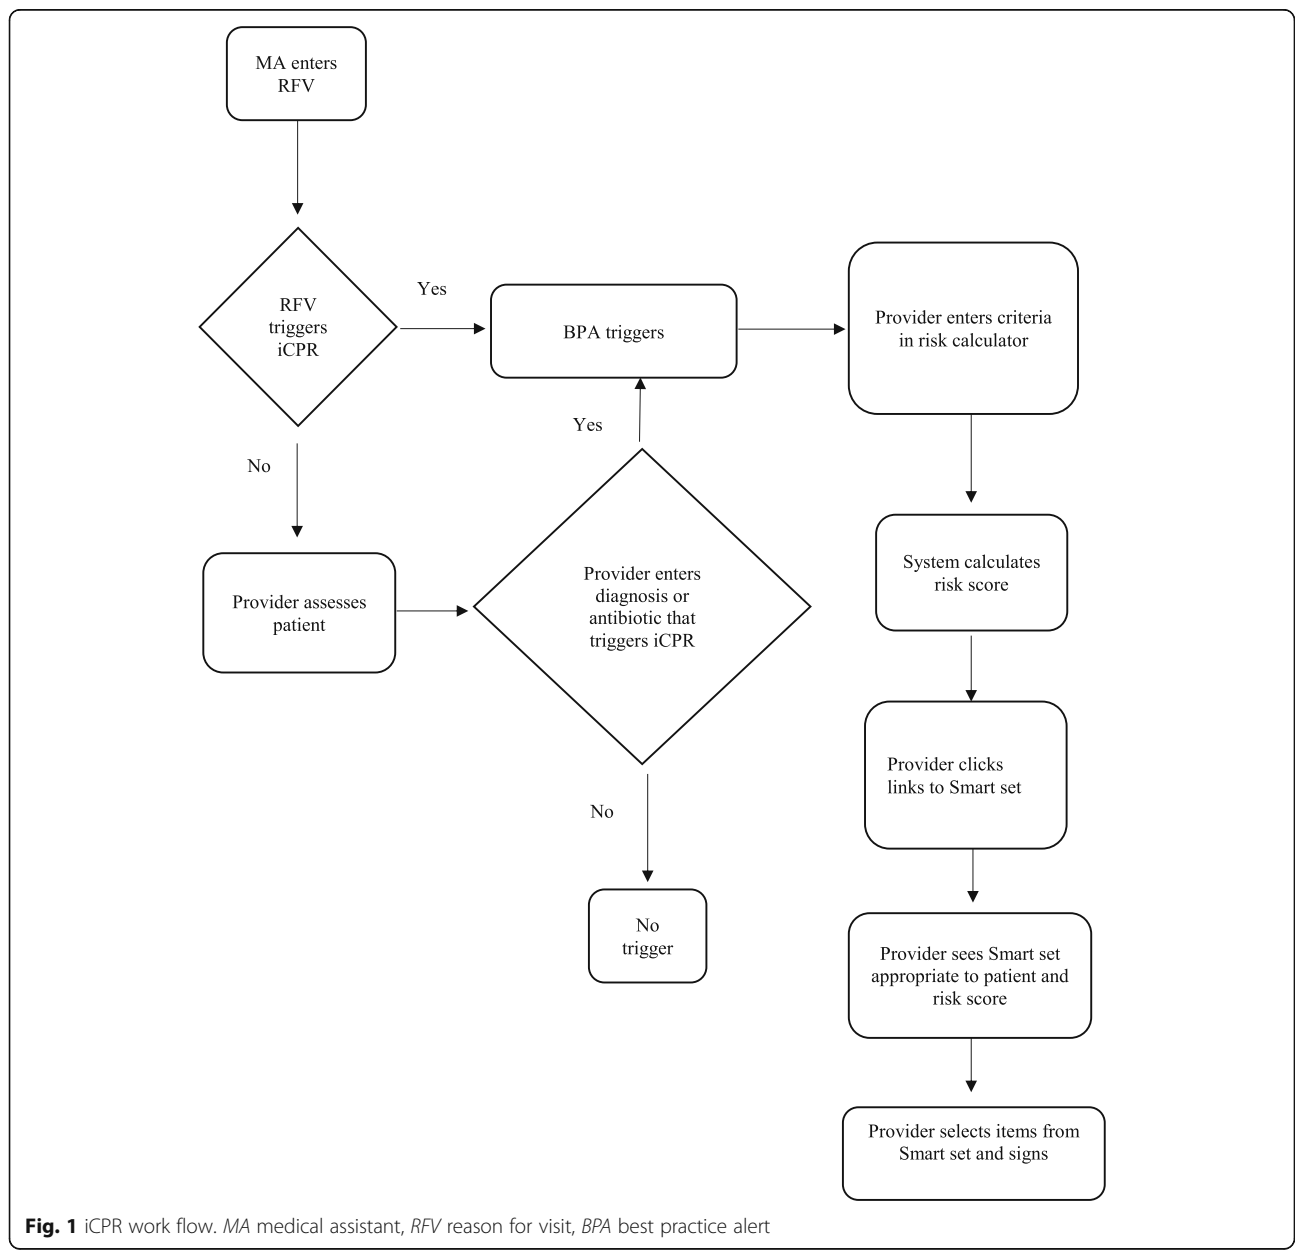 MA enters
RFV
RFV
triggers
iCPR
Yes
BPA triggers
Provider enters criteria
in risk calculator
No
Yes
Provider assesses
patient
Provider enters
diagnosis or
antibiotic that
triggers iCPR
System calculates
risk score
Provider clicks
links to Smart set
No
No
trigger
Provider sees Smart set
appropriate to patient and
risk score
Provider selects items from
Smart set and signs
Fig. 1 iCPR work flow. MA medical assistant, RFV reason for visit, BPA best practice alert